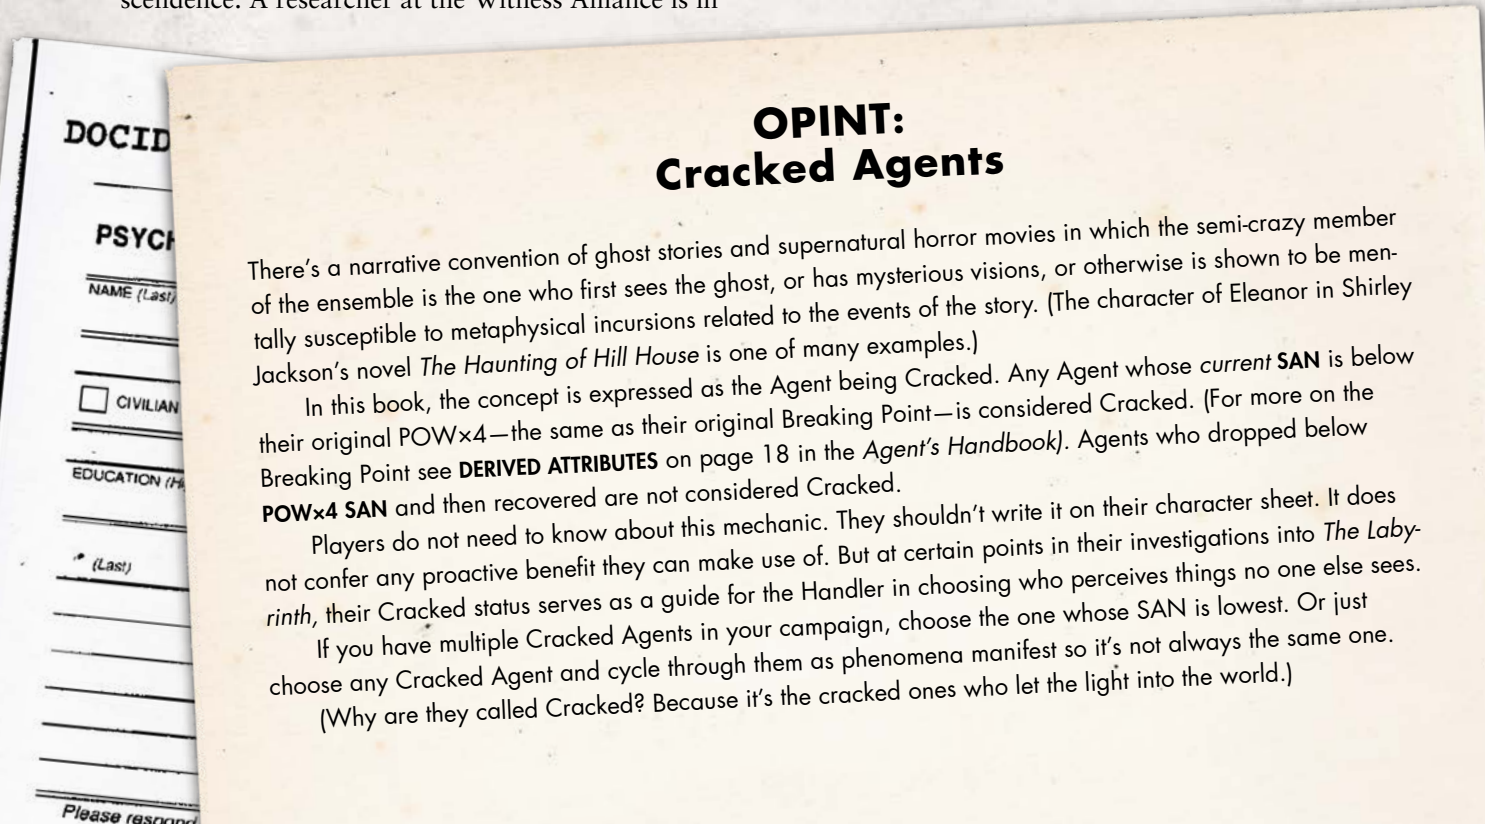 scendence. A researcher at the Witness Alliance is in
DOCID
PSYCH
NAME (Last)
CIVILIAN
EDUCATION (Hi
(Last)
Please respond
OPINT:
Cracked Agents
There's a narrative convention of ghost stories and supernatural horror movies in which the semi-crazy member
of the ensemble is the one who first sees the ghost, or has mysterious visions, or otherwise is shown to be men-
tally susceptible to metaphysical incursions related to the events of the story. (The character of Eleanor in Shirley
Jackson's novel The Haunting of Hill House is one of many examples.)
In this book, the concept is expressed as the Agent being Cracked. Any Agent whose current SAN is below
their original POW×4—the same as their original Breaking Point—is considered Cracked. (For more on the
Breaking Point see DERIVED ATTRIBUTES on page 18 in the Agent's Handbook). Agents who dropped below
POW×4 SAN and then recovered are not considered Cracked.
Players do not need to know about this mechanic. They shouldn't write it on their character sheet. It does
not confer any proactive benefit they can make use of. But at certain points in their investigations into The Laby-
rinth, their Cracked status serves as a guide for the Handler in choosing who perceives things no one else sees.
If you have multiple Cracked Agents in your campaign, choose the one whose SAN is lowest. Or just
choose any Cracked Agent and cycle through them as phenomena manifest so it's not always the same one.
(Why are they called Cracked? Because it's the cracked ones who let the light into the world.)